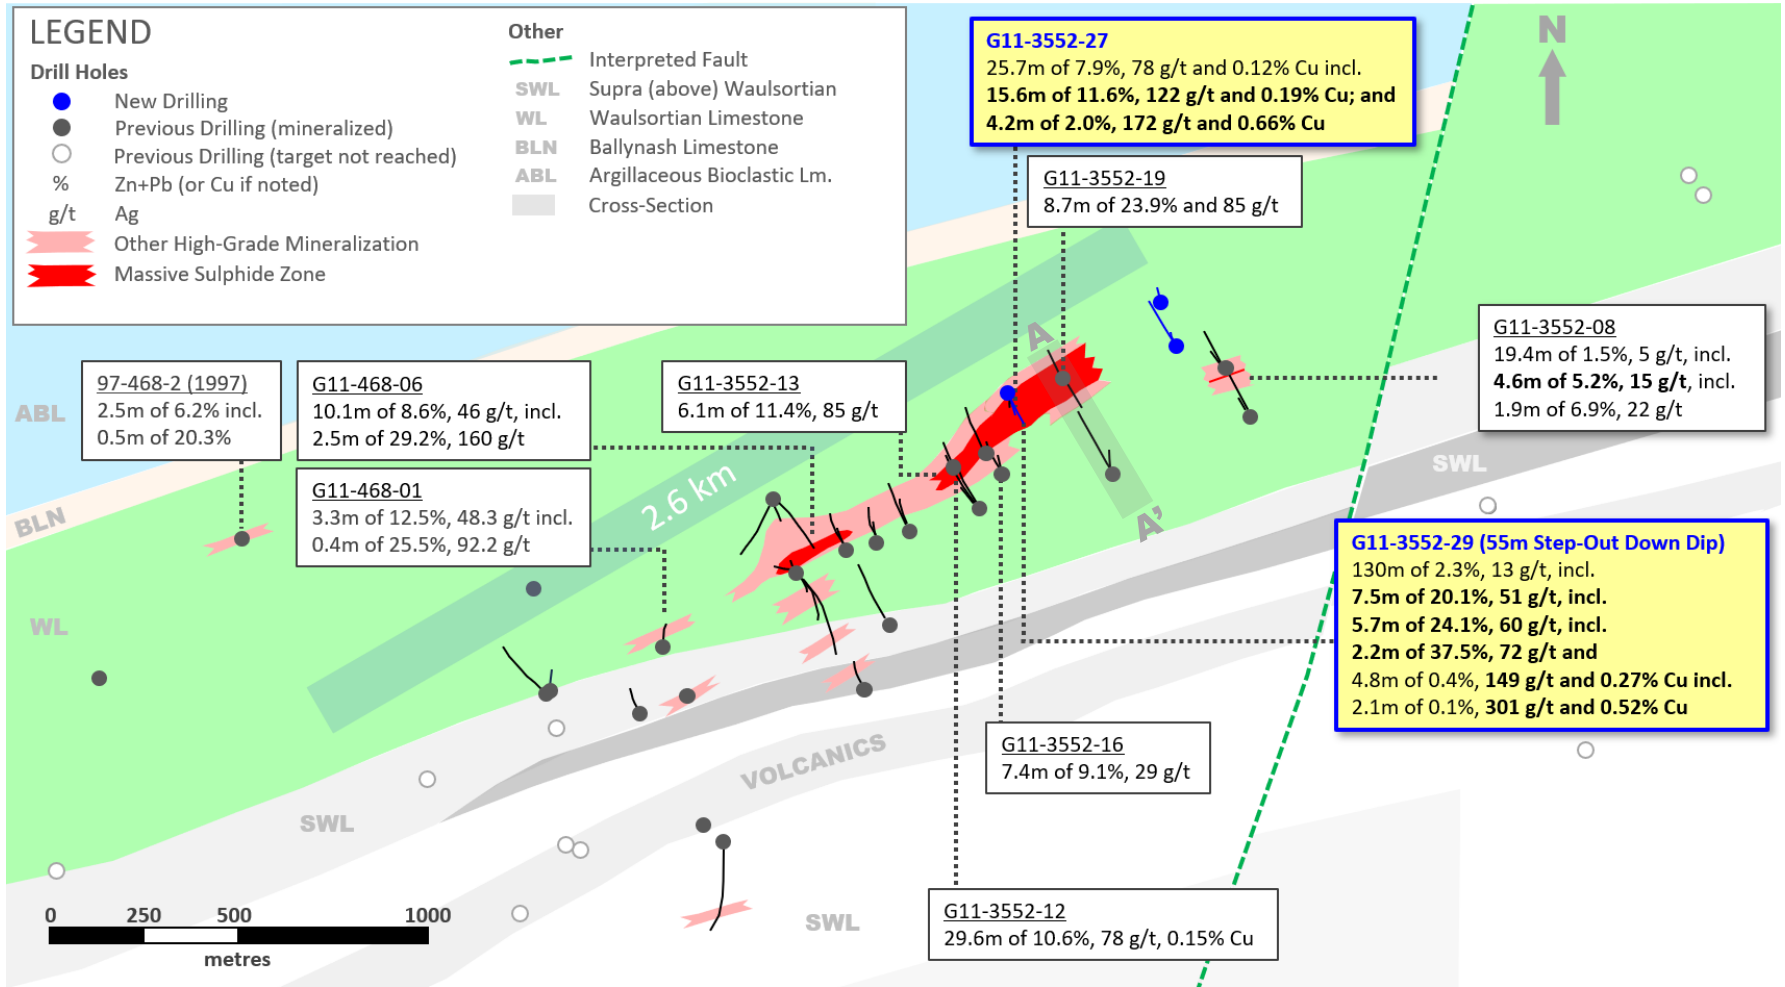 LEGEND
Drill Holes
New Drilling
Previous Drilling (mineralized)
Previous Drilling (target not reached)
% Zn+Pb (or Cu if noted)
g/t Ag
Other High-Grade Mineralization
Massive Sulphide Zone
Other
Interpreted Fault
SWL Supra (above) Waulsortian
WL Waulsortian Limestone
BLN Ballynash Limestone
ABL Argillaceous Bioclastic Lm.
Cross-Section
G11-3552-27
25.7m of 7.9%, 78 g/t and 0.12% Cu incl.
15.6m of 11.6%, 122 g/t and 0.19% Cu; and
4.2m of 2.0%, 172 g/t and 0.66% Cu
N
G11-3552-19
8.7m of 23.9% and 85 g/t
G11-3552-08
19.4m of 1.5%, 5 g/t, incl.
4.6m of 5.2%, 15 g/t, incl.
1.9m of 6.9%, 22 g/t
97-468-2 (1997)
2.5m of 6.2% incl.
0.5m of 20.3%
G11-468-06
10.1m of 8.6%, 46 g/t, incl.
2.5m of 29.2%, 160 g/t
G11-3552-13
6.1m of 11.4%, 85 g/t
G11-468-01
3.3m of 12.5%, 48.3 g/t incl.
0.4m of 25.5%, 92.2 g/t
A
A'
2.6 km
ABL
BLN
WL
SWL
G11-3552-29 (55m Step-Out Down Dip)
130m of 2.3%, 13 g/t, incl.
7.5m of 20.1%, 51 g/t, incl.
5.7m of 24.1%, 60 g/t, incl.
2.2m of 37.5%, 72 g/t and
4.8m of 0.4%, 149 g/t and 0.27% Cu incl.
2.1m of 0.1%, 301 g/t and 0.52% Cu
G11-3552-16
7.4m of 9.1%, 29 g/t
VOLCANICS
SWL
SWL
G11-3552-12
29.6m of 10.6%, 78 g/t, 0.15% Cu
0 250 500 1000
metres